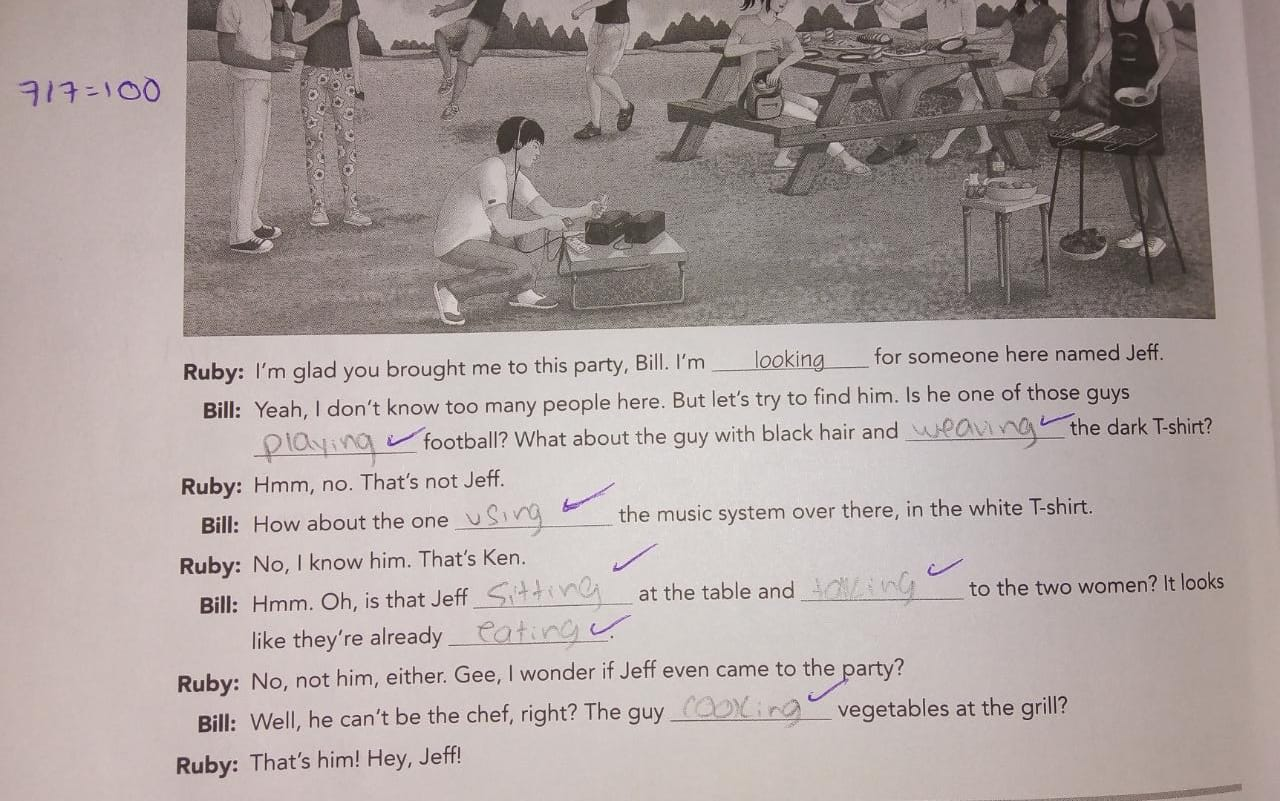 7/7=100
Ruby: I'm glad you brought me to this party, Bill. I'm looking for someone here named Jeff.
Bill: Yeah, I don't know too many people here. But let's try to find him. Is he one of those guys
playing football? What about the guy with black hair and weaving the dark T-shirt?
Ruby: Hmm, no. That's not Jeff.
Bill: How about the one using the music system over there, in the white T-shirt.
Ruby: No, I know him. That's Ken.
Bill: Hmm. Oh, is that Jeff Sitting at the table and talking to the two women? It looks
like they're already eating.
Ruby: No, not him, either. Gee, I wonder if Jeff even came to the party?
Bill: Well, he can't be the chef, right? The guy cooking vegetables at the grill?
Ruby: That's him! Hey, Jeff!